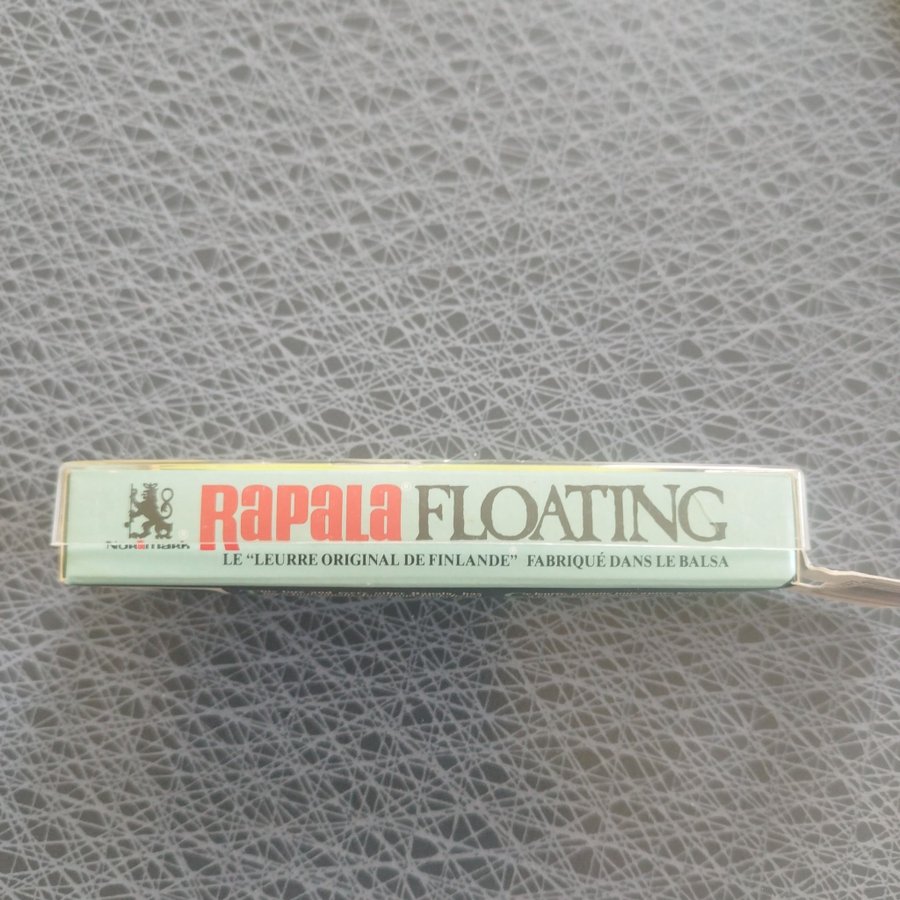 Rapala® FLOATING
NORMARK
LE “LEURRE ORIGINAL DE FINLANDE” FABRIQUÉ DANS LE BALSA